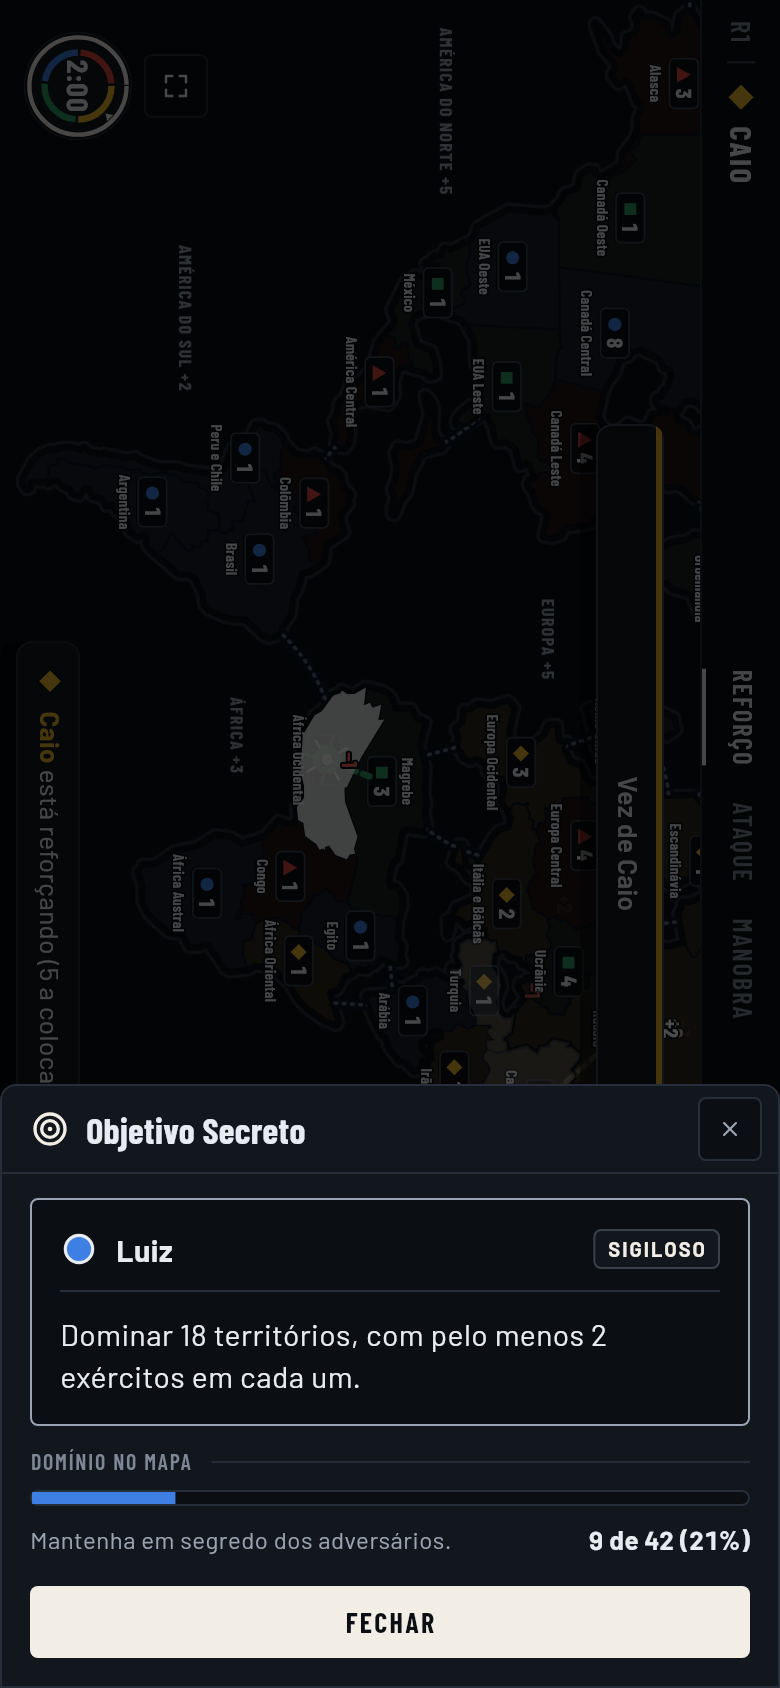 R1
CAIO
REFORÇO
ATAQUE
MANOBRA
2:00
AMÉRICA DO NORTE +5
AMÉRICA DO SUL +2
EUROPA +5
ÁFRICA +3
Alasca
3
Canadá Oeste
1
Canadá Central
8
EUA Oeste
1
México
1
EUA Leste
1
Canadá Leste
4
América Central
1
Colômbia
1
Peru e Chile
1
Brasil
1
Argentina
1
Europa Ocidental
3
Europa Central
4
Itália e Bálcãs
2
Escandinávia
Ucrânia
4
Magrebe
3
África Ocidental
-1
Congo
1
África Austral
1
Egito
1
África Oriental
1
Turquia
1
Arábia
1
+2
Vez de Caio
Caio está reforçando (5 a coloca
Objetivo Secreto
×
Luiz
SIGILOSO
Dominar 18 territórios, com pelo menos 2
exércitos em cada um.
DOMÍNIO NO MAPA
Mantenha em segredo dos adversários.
9 de 42 (21%)
FECHAR